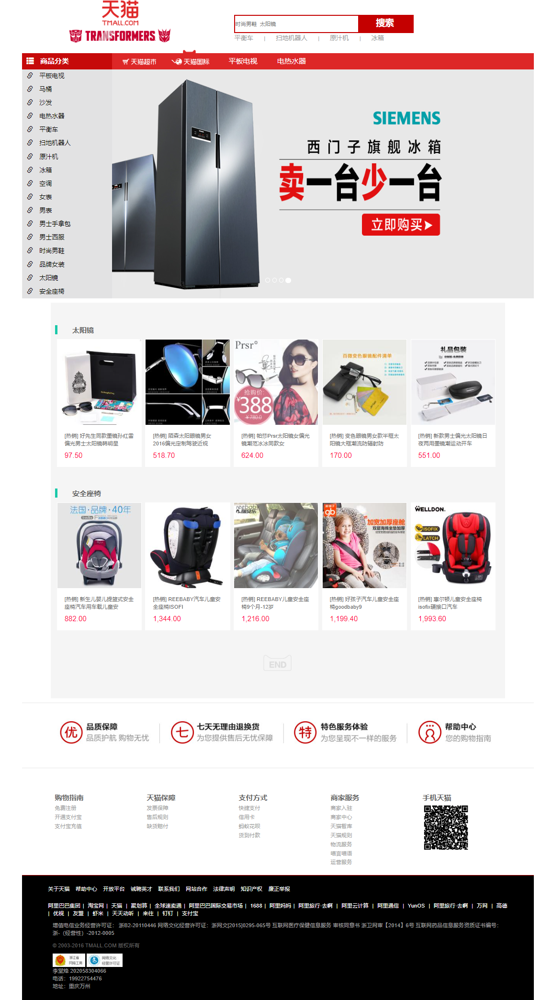 天猫
TMALL.COM
TRANSFORMERS
时尚男鞋 太阳镜
搜索
平衡车 | 扫地机器人 | 原汁机 | 冰箱
商品分类 天猫超市 天猫国际 平板电视 电热水器
平板电视
马桶
沙发
电热水器
平衡车
扫地机器人
原汁机
冰箱
空调
女表
男表
男士手拿包
男士西服
时尚男鞋
品牌女装
太阳镜
安全座椅
SIEMENS
西门子旗舰冰箱
卖一台少一台
立即购买
太阳镜
Prsr
抢购价:
¥388
¥780.0
百微变色眼镜配件清单
礼品包装
[热销] 好先生同款墨镜孙红雷
偏光男士太阳镜韩明星
97.50
[热销] 陌森太阳眼镜男女
2016偏光定制驾驶近视
518.70
[热销] 帕莎Prsr太阳镜女偏光
镜潮范冰冰同款女
624.00
[热销] 变色眼镜男女款半框太
阳镜大框潮流防辐射防
170.00
[热销] 新款男士偏光太阳镜日
夜两用墨镜潮运动开车
551.00
安全座椅
法国·品牌·40年
reebaby
瑞贝乐
好孩子
gb
加宽加厚座舱
双层海绵坐垫加厚
WELLDON
ISOFIX
LATCH
[热销] 新生儿婴儿提篮式安全
座椅汽车用车载儿童安
882.00
[热销] REEBABY汽车儿童安
全座椅ISOFI
1,344.00
[热销] REEBABY儿童安全座
椅9个月-12岁
1,216.00
[热销] 好孩子汽车儿童安全座
椅goodbaby9
1,199.40
[热销] 惠尔顿儿童安全座椅
isofix硬接口汽车
1,993.60
END
优 品质保障
品质护航 购物无忧
七 七天无理由退换货
为您提供售后无忧保障
特 特色服务体验
为您呈现不一样的服务
帮助中心
您的购物指南
购物指南
免费注册
开通支付宝
支付宝充值
天猫保障
发票保障
售后规则
缺货赔付
支付方式
快捷支付
信用卡
蚂蚁花呗
货到付款
商家服务
商家入驻
商家中心
天猫智库
天猫规则
物流服务
喵言喵语
运营服务
手机天猫
关于天猫 帮助中心 开放平台 诚聘英才 联系我们 网站合作 法律声明 知识产权 廉正举报
阿里巴巴集团 | 淘宝网 | 天猫 | 聚划算 | 全球速卖通 | 阿里巴巴国际交易市场 | 1688 | 阿里妈妈 | 阿里旅行·去啊 | 阿里云计算 | 阿里通信 | YunOS | 阿里旅行·去啊 | 万网 | 高德
| 优视 | 友盟 | 虾米 | 天天动听 | 来往 | 钉钉 | 支付宝
增值电信业务经营许可证： 浙B2-20110446 网络文化经营许可证：浙网文[2015]0295-065号 互联网医疗保健信息服务 审核同意书 浙卫网审【2014】6号 互联网药品信息服务资质证书编号：
浙-（经营性）-2012-0005
© 2003-2016 TMALL.COM 版权所有
浙江省
网络工商
网络文化
经营许可证
李堂烽 202058304066
电话：19922754476
地址：重庆万州